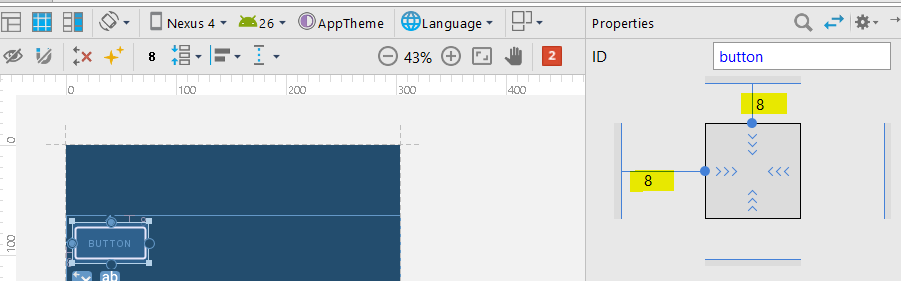 Nexus 4 26 AppTheme Language Properties
8 43% 2 ID button
0 100 200 300 400
8
0
8
BUTTON
100
ab